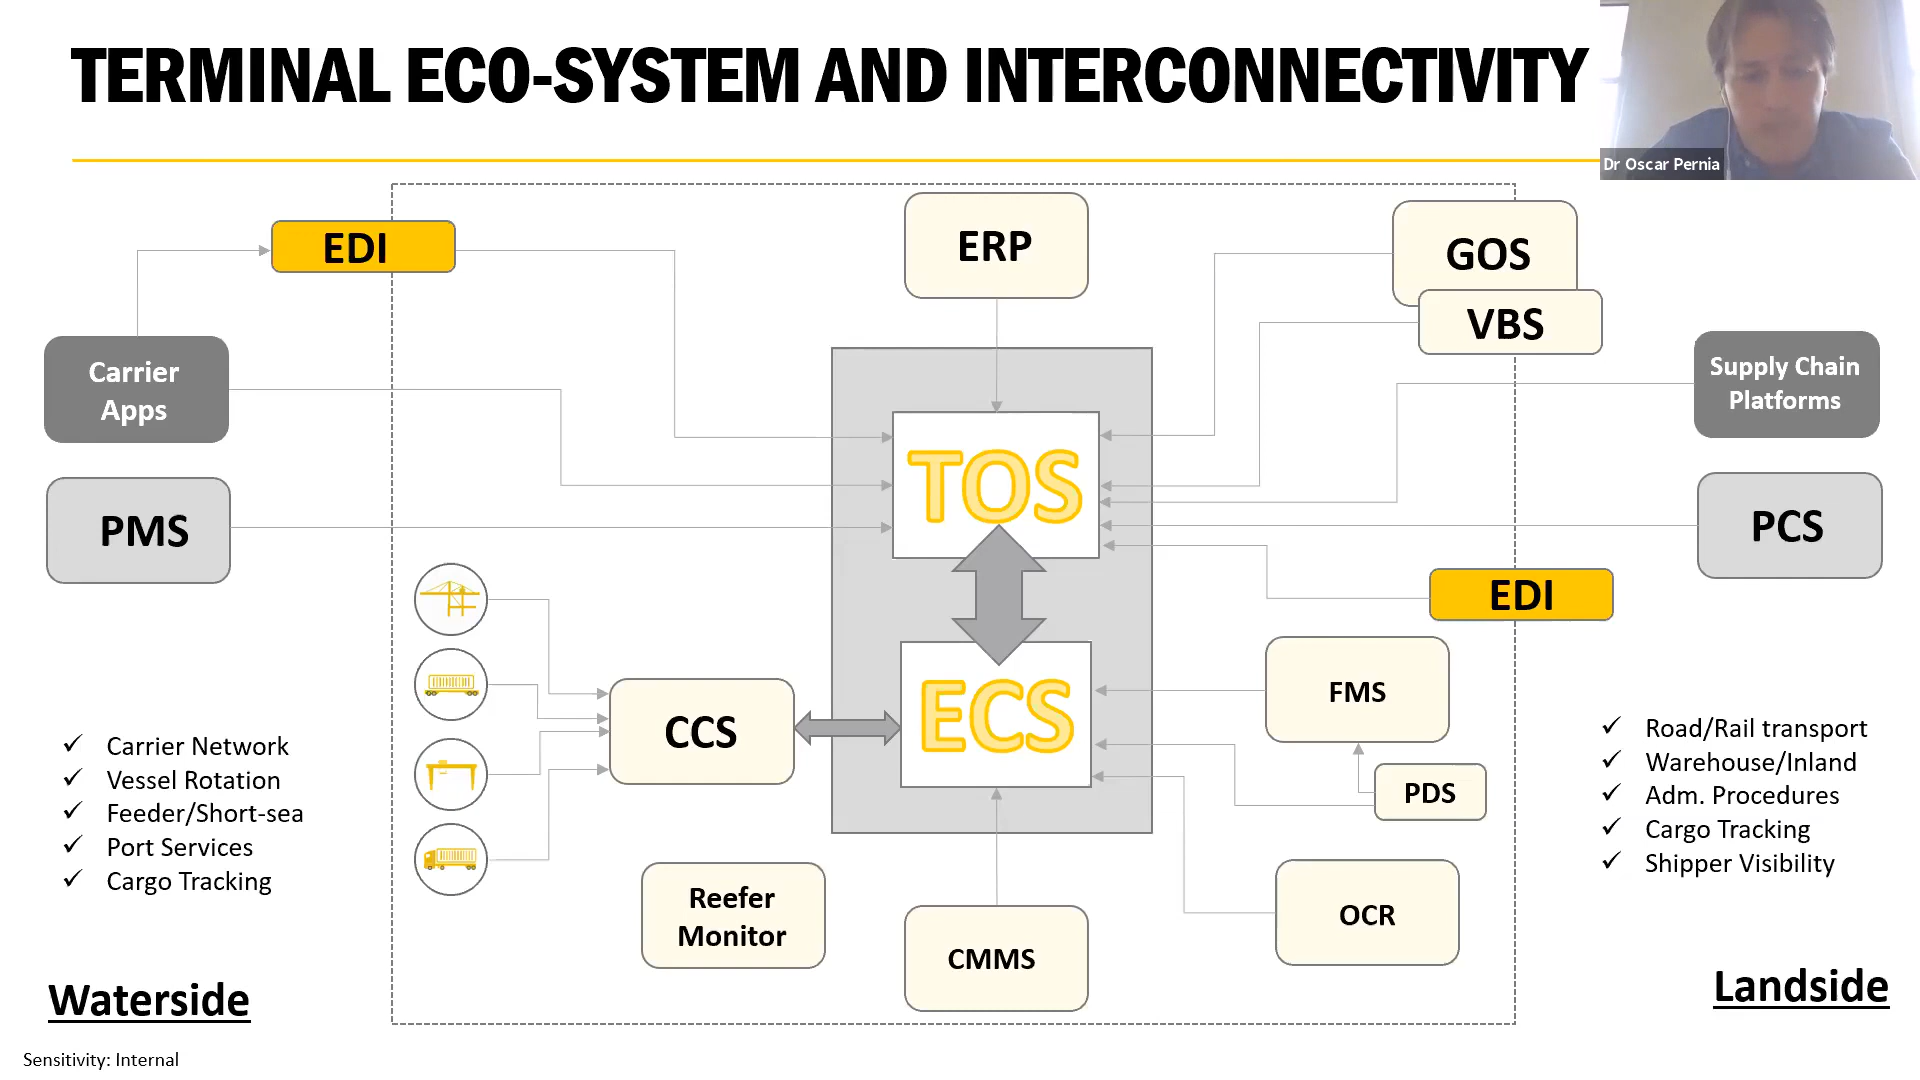 TERMINAL ECO-SYSTEM AND INTERCONNECTIVITY
Dr Oscar Pernia
EDI
ERP
GOS
VBS
Carrier
Apps
Supply Chain
Platforms
TOS
PMS
PCS
EDI
FMS
ECS
CCS
PDS
Carrier Network
Vessel Rotation
Feeder/Short-sea
Port Services
Cargo Tracking
Road/Rail transport
Warehouse/Inland
Adm. Procedures
Cargo Tracking
Shipper Visibility
Reefer
Monitor
CMMS
OCR
Waterside
Landside
Sensitivity: Internal